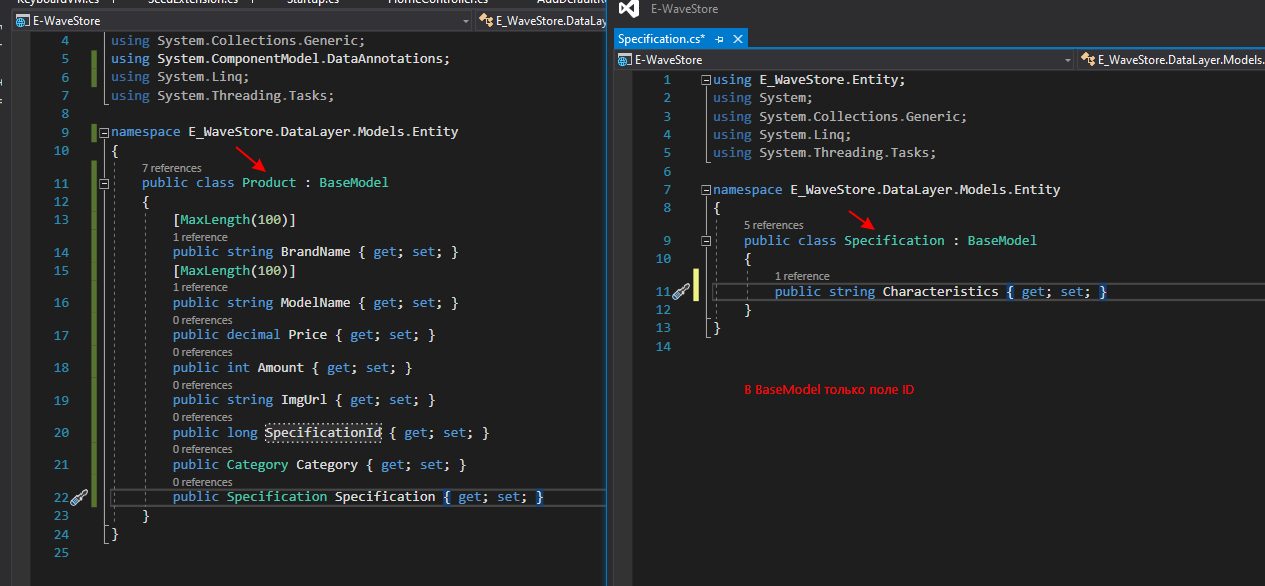 KeyboardVM.cs SeedExtension.cs Startup.cs HomeController.cs AddDefaultR
E-WaveStore E_WaveStore.DataLay
4 using System.Collections.Generic;
5 using System.ComponentModel.DataAnnotations;
6 using System.Linq;
7 using System.Threading.Tasks;
8
9 namespace E_WaveStore.DataLayer.Models.Entity
10 {
7 references
11 public class Product : BaseModel
12 {
13 [MaxLength(100)]
1 reference
14 public string BrandName { get; set; }
15 [MaxLength(100)]
1 reference
16 public string ModelName { get; set; }
0 references
17 public decimal Price { get; set; }
0 references
18 public int Amount { get; set; }
0 references
19 public string ImgUrl { get; set; }
0 references
20 public long SpecificationId { get; set; }
0 references
21 public Category Category { get; set; }
0 references
22 public Specification Specification { get; set; }
23 }
24 }
25
E-WaveStore
Specification.cs*
E-WaveStore E_WaveStore.DataLayer.Models.
1 using E_WaveStore.Entity;
2 using System;
3 using System.Collections.Generic;
4 using System.Linq;
5 using System.Threading.Tasks;
6
7 namespace E_WaveStore.DataLayer.Models.Entity
8 {
5 references
9 public class Specification : BaseModel
10 {
1 reference
11 public string Characteristics { get; set; }
12 }
13 }
14
В BaseModel только поле ID